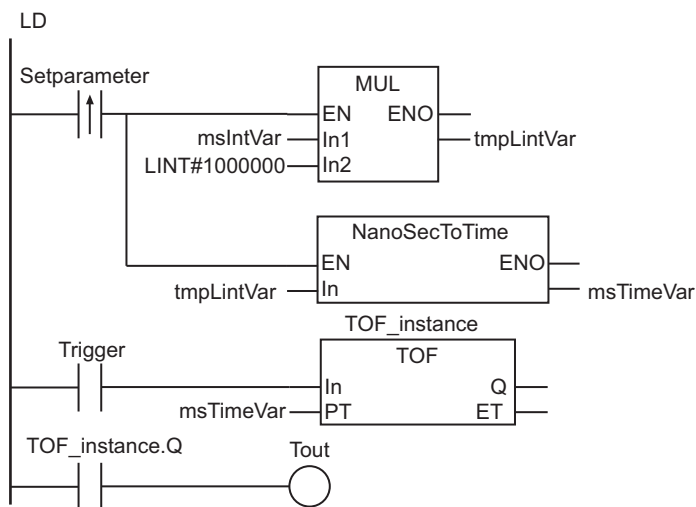 LD
Setparameter
MUL
EN ENO
msIntVar In1 tmpLintVar
LINT#1000000 In2
NanoSecToTime
EN ENO
tmpLintVar In msTimeVar
TOF_instance
Trigger TOF
In Q
msTimeVar PT ET
TOF_instance.Q Tout